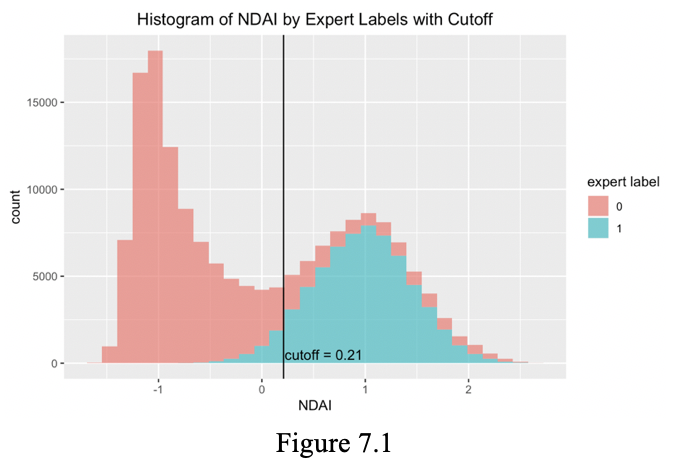 Histogram of NDAI by Expert Labels with Cutoff
15000
10000
5000
0
count
cutoff = 0.21
-1
0
1
2
NDAI
expert label
0
1
Figure 7.1